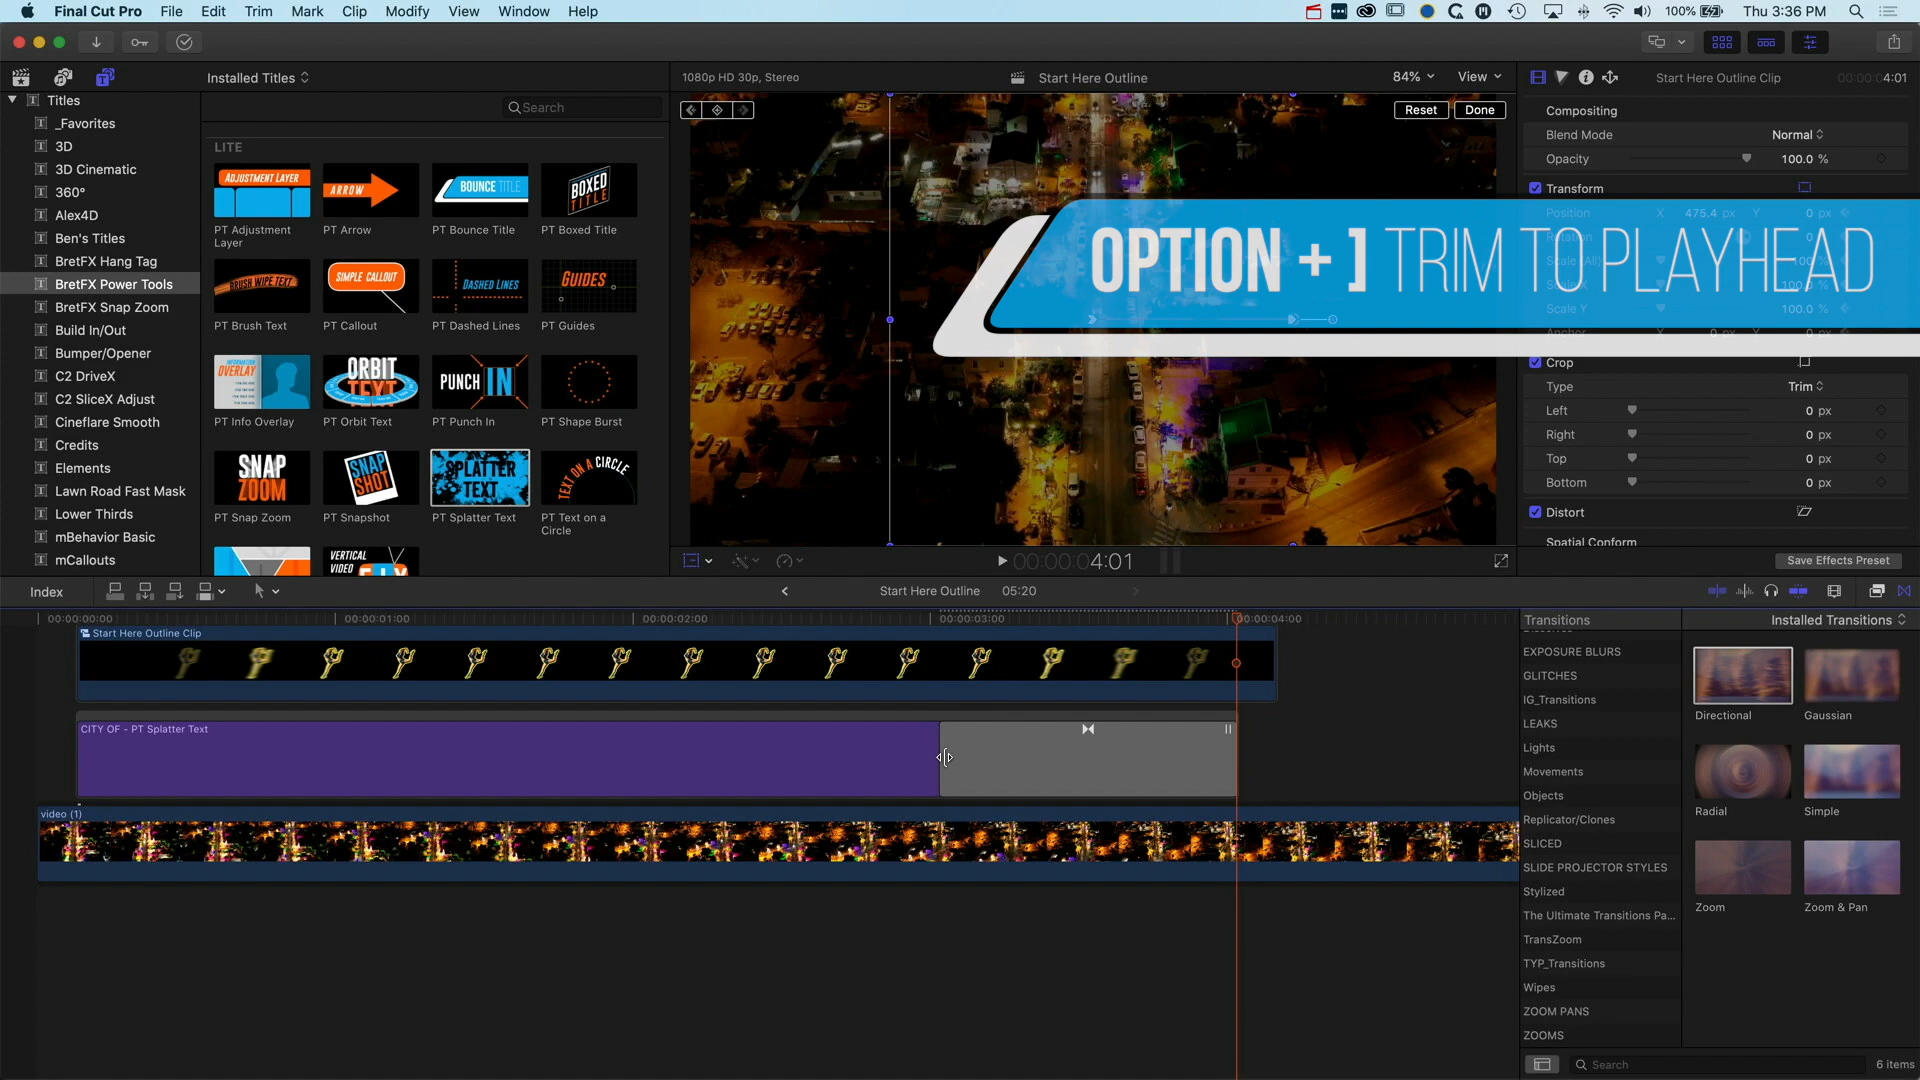 Final Cut Pro File Edit Trim Mark Clip Modify View Window Help 100% Thu 3:36 PM
Installed Titles
1080p HD 30p, Stereo Start Here Outline 84% View
Start Here Outline Clip 00:00:00:4:01
Titles
_Favorites
3D
3D Cinematic
360°
Alex4D
Ben's Titles
BretFX Hang Tag
BretFX Power Tools
BretFX Snap Zoom
Build In/Out
Bumper/Opener
C2 DriveX
C2 SliceX Adjust
Cineflare Smooth
Credits
Elements
Lawn Road Fast Mask
Lower Thirds
mBehavior Basic
mCallouts
Search
LITE
ADJUSTMENT LAYER
PT Adjustment Layer
ARROW
PT Arrow
BOUNCE TITLE
PT Bounce Title
BOXED TITLE
PT Boxed Title
BRUSH WIPE TEXT
PT Brush Text
SIMPLE CALLOUT
PT Callout
DASHED LINES
PT Dashed Lines
GUIDES
PT Guides
INFORMATION OVERLAY
PT Info Overlay
ORBIT TEXT
PT Orbit Text
PUNCH IN
PT Punch In
PT Shape Burst
SNAP ZOOM
PT Snap Zoom
SNAP SHOT
PT Snapshot
SPLATTER TEXT
PT Splatter Text
TEXT ON A CIRCLE
PT Text on a Circle
VERTICAL VIDEO
Reset Done
OPTION + ] TRIM TO PLAYHEAD
00:00:00:4:01
Compositing
Blend Mode Normal
Opacity 100.0 %
Transform
Position X 475.4 px Y 0 px
Rotation
Scale (All)
Scale X
Scale Y 100.0 %
Anchor X 0 px Y 0 px
Crop
Type Trim
Left 0 px
Right 0 px
Top 0 px
Bottom 0 px
Distort
Spatial Conform
Save Effects Preset
Index Start Here Outline 05:20
00:00:00:00 00:00:01:00 00:00:02:00 00:00:03:00 00:00:04:00
Start Here Outline Clip
CITY OF - PT Splatter Text
video (1)
Transitions
EXPOSURE BLURS
GLITCHES
IG_Transitions
LEAKS
Lights
Movements
Objects
Replicator/Clones
SLICED
SLIDE PROJECTOR STYLES
Stylized
The Ultimate Transitions Pa...
TransZoom
TYP_Transitions
Wipes
ZOOM PANS
ZOOMS
Installed Transitions
Directional
Gaussian
Radial
Simple
Zoom
Zoom & Pan
Search
6 items